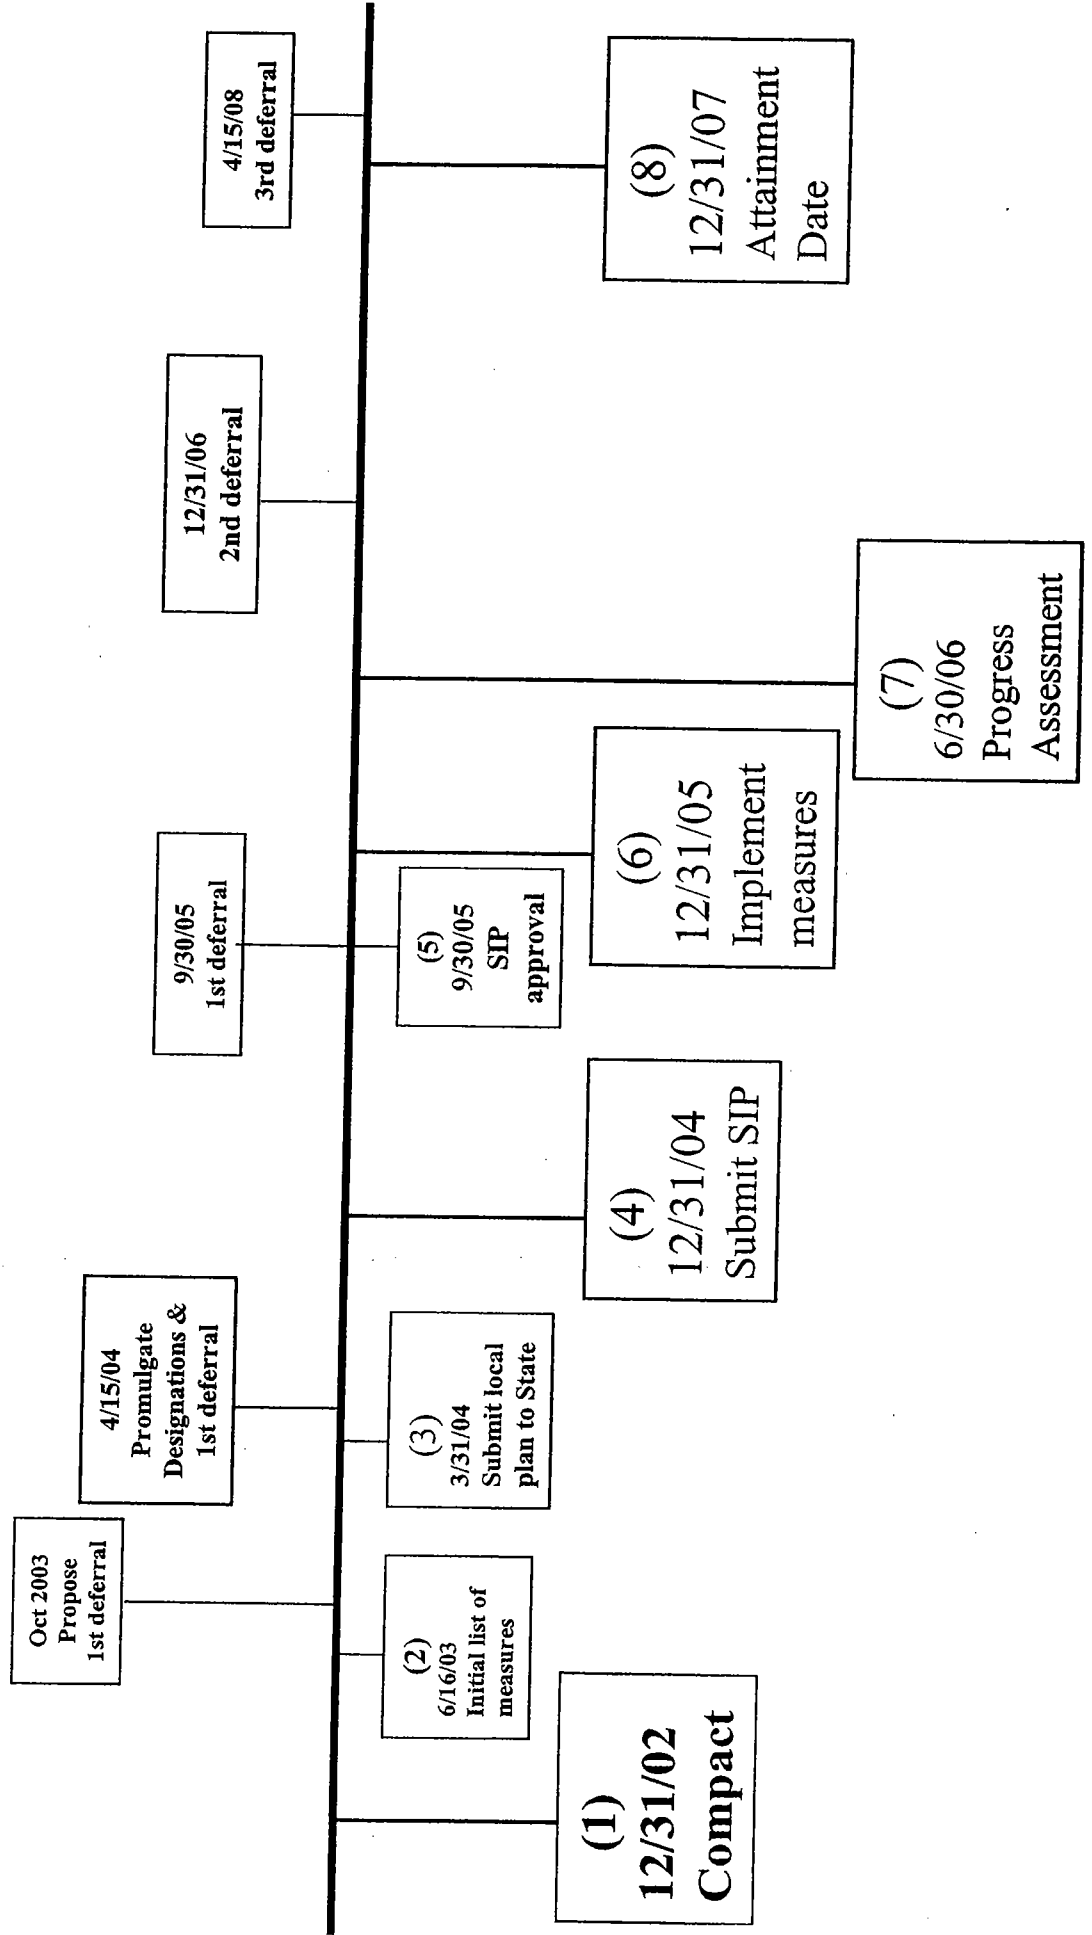 Oct 2003
Propose
1st deferral
4/15/04
Promulgate
Designations &
1st deferral
9/30/05
1st deferral
12/31/06
2nd deferral
4/15/08
3rd deferral
(1)
12/31/02
Compact
(2)
6/16/03
Initial list of
measures
(3)
3/31/04
Submit local
plan to State
(4)
12/31/04
Submit SIP
(5)
9/30/05
SIP
approval
(6)
12/31/05
Implement
measures
(7)
6/30/06
Progress
Assessment
(8)
12/31/07
Attainment
Date